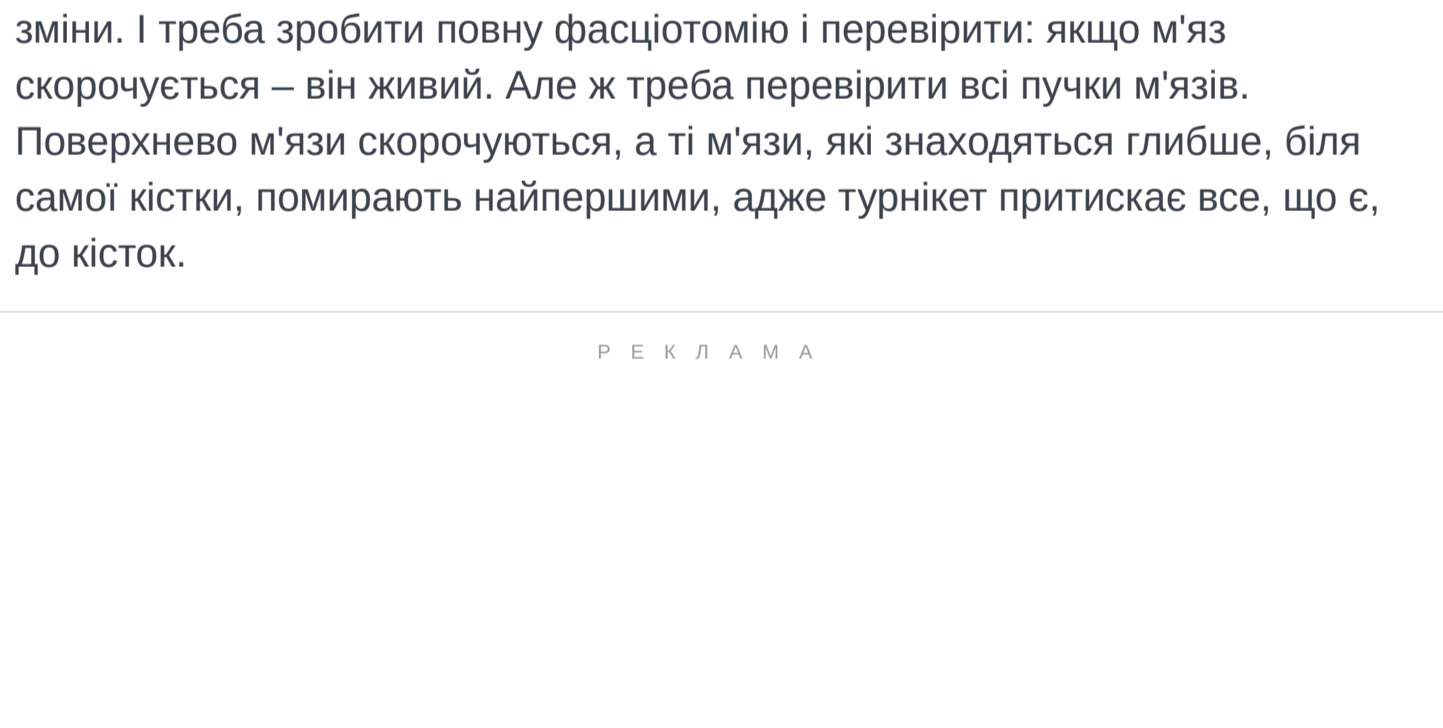 зміни. І треба зробити повну фасціотомію і перевірити: якщо м'яз
скорочується – він живий. Але ж треба перевірити всі пучки м'язів.
Поверхнево м'язи скорочуються, а ті м'язи, які знаходяться глибше, біля
самої кістки, помирають найпершими, адже турнікет притискає все, що є,
до кісток.
РЕКЛАМА